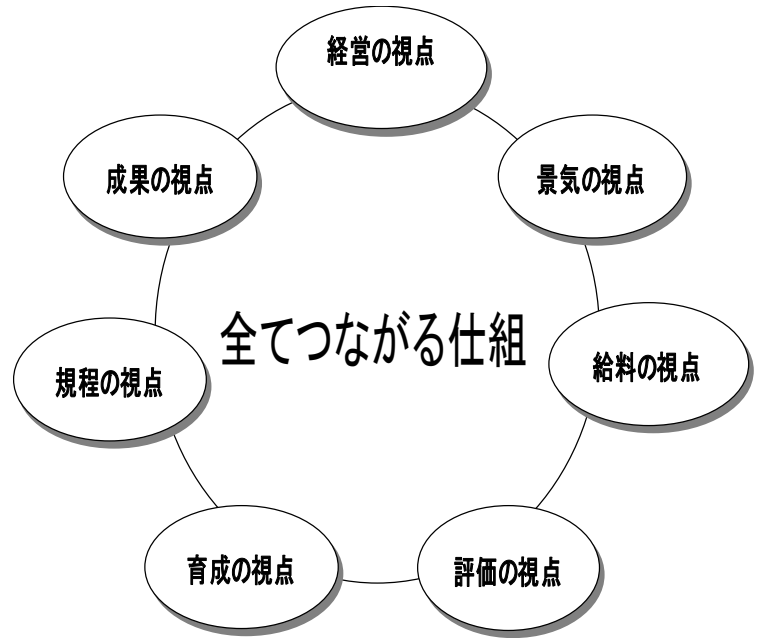 経営の視点
成果の視点
景気の視点
全てつながる仕組
規程の視点
給料の視点
育成の視点
評価の視点